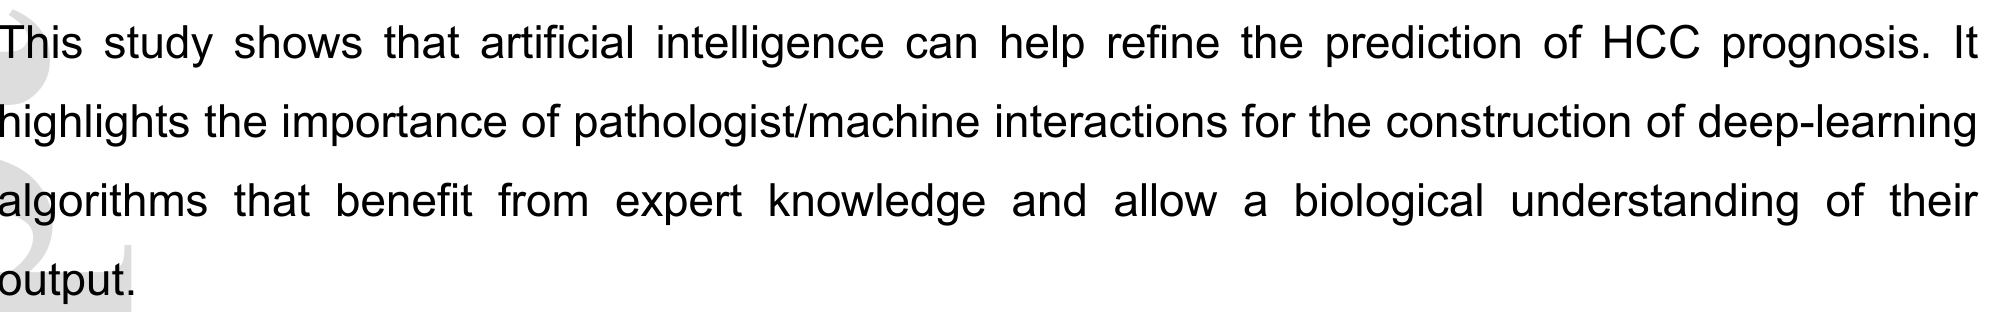 This study shows that artificial intelligence can help refine the prediction of HCC prognosis. It
highlights the importance of pathologist/machine interactions for the construction of deep-learning
algorithms that benefit from expert knowledge and allow a biological understanding of their
output.